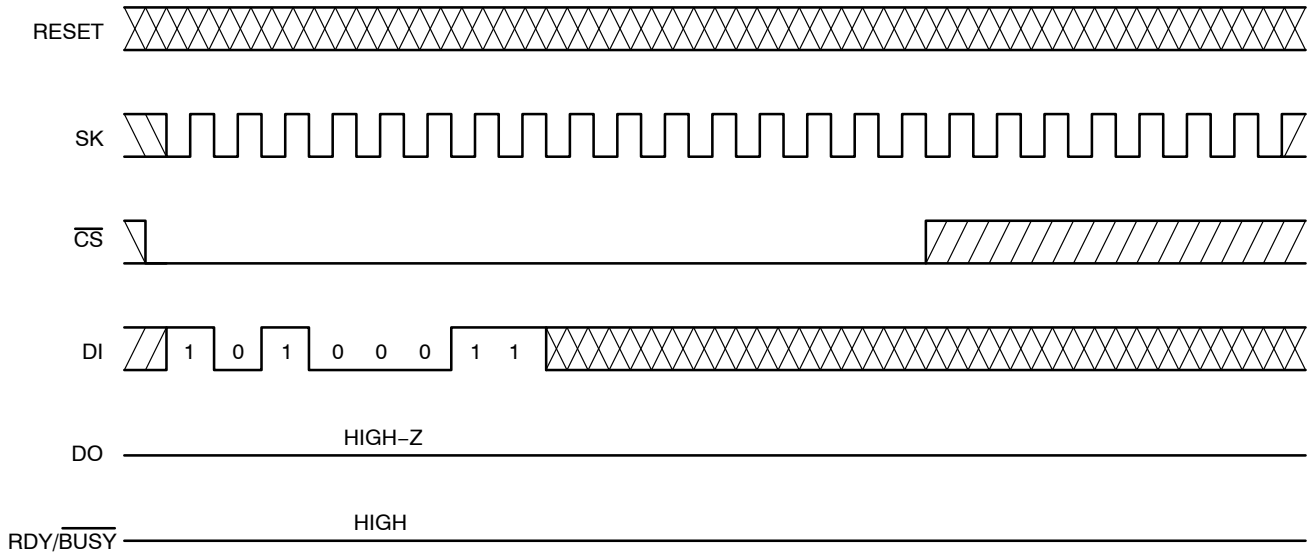 RESET
SK
CS
DI 1 0 1 0 0 0 1 1
DO HIGH–Z
RDY/BUSY HIGH